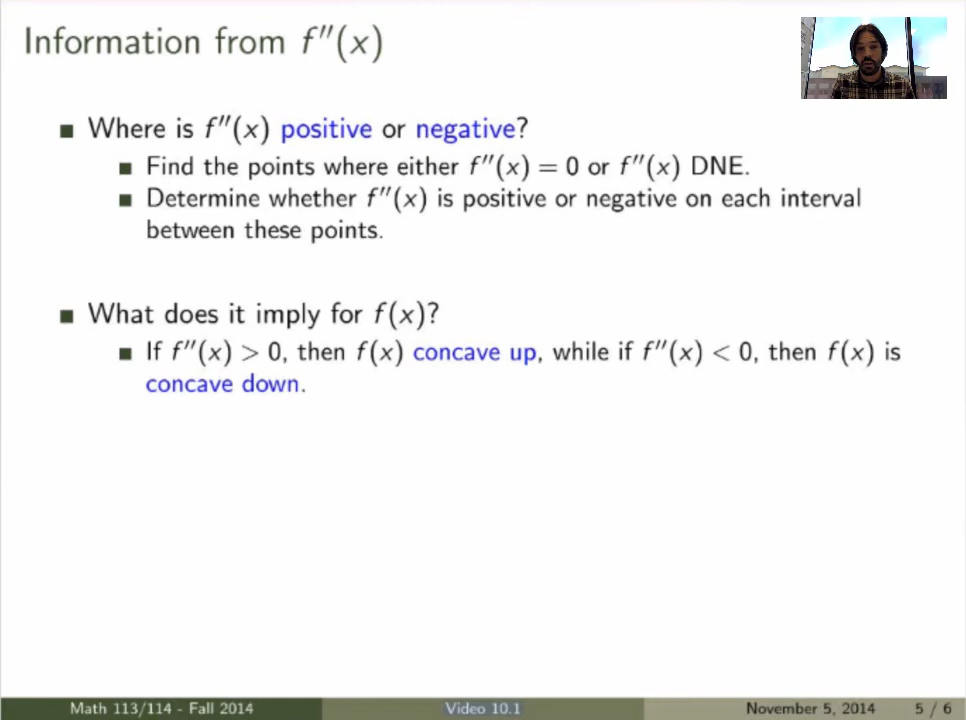 Information from f″(x)
Where is f″(x) positive or negative?
Find the points where either f″(x) = 0 or f″(x) DNE.
Determine whether f″(x) is positive or negative on each interval
between these points.
What does it imply for f(x)?
If f″(x) > 0, then f(x) concave up, while if f″(x) < 0, then f(x) is
concave down.
Math 113/114 - Fall 2014 Video 10.1 November 5, 2014 5 / 6